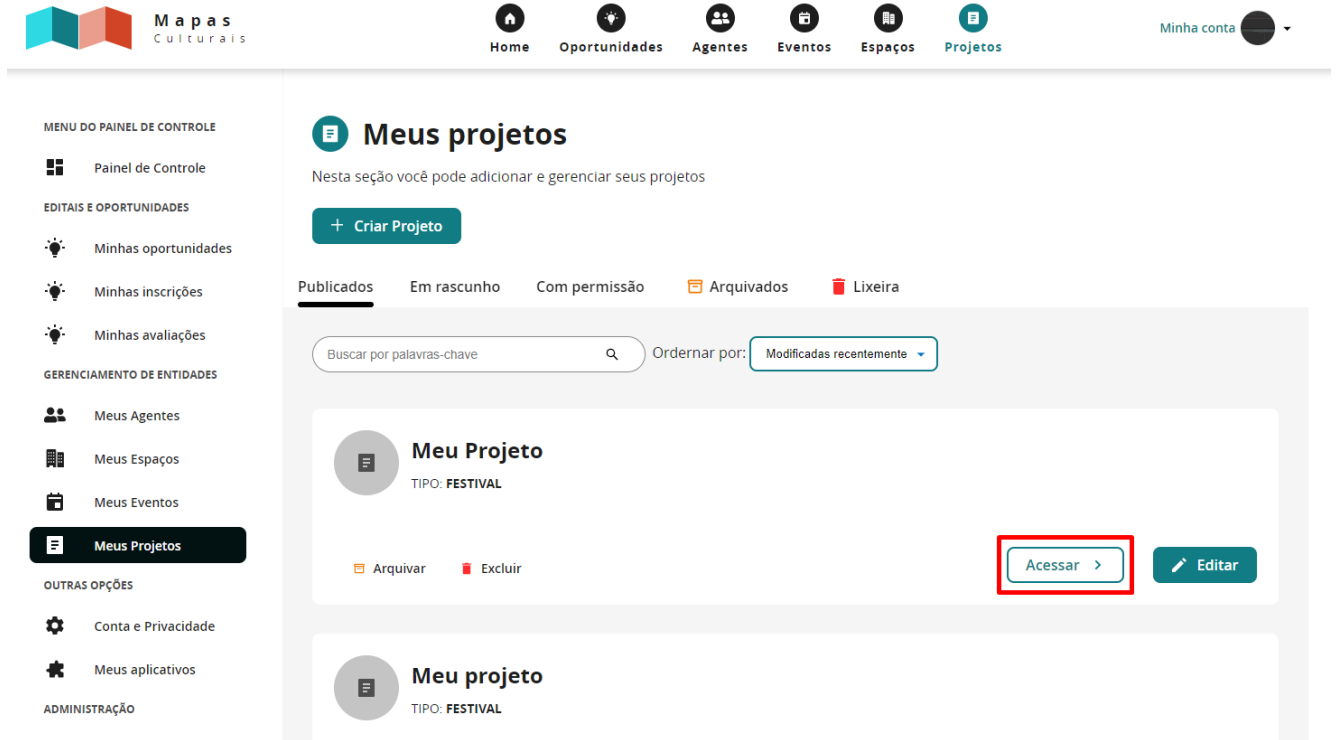 Mapas
Culturais
Home
Oportunidades
Agentes
Eventos
Espaços
Projetos
Minha conta
MENU DO PAINEL DE CONTROLE
Painel de Controle
EDITAIS E OPORTUNIDADES
Minhas oportunidades
Minhas inscrições
Minhas avaliações
GERENCIAMENTO DE ENTIDADES
Meus Agentes
Meus Espaços
Meus Eventos
Meus Projetos
OUTRAS OPÇÕES
Conta e Privacidade
Meus aplicativos
ADMINISTRAÇÃO
Meus projetos
Nesta seção você pode adicionar e gerenciar seus projetos
+ Criar Projeto
Publicados
Em rascunho
Com permissão
Arquivados
Lixeira
Buscar por palavras-chave
Ordernar por:
Modificadas recentemente
Meu Projeto
TIPO: FESTIVAL
Arquivar
Excluir
Acessar
Editar
Meu projeto
TIPO: FESTIVAL